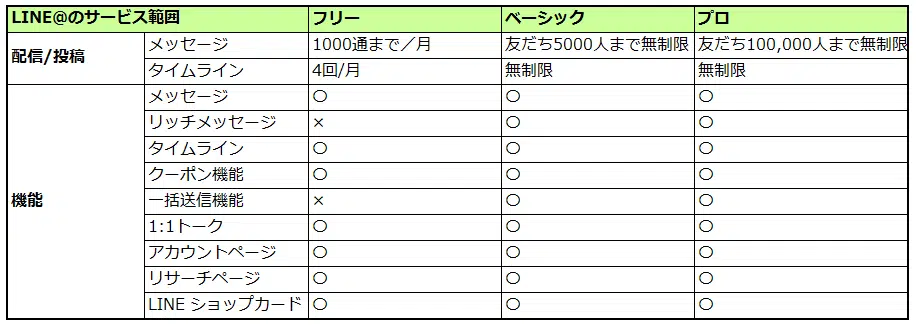 LINE@のサービス範囲 フリー ベーシック プロ
配信/投稿 メッセージ 1000通まで／月 友だち5000人まで無制限 友だち100,000人まで無制限
タイムライン 4回/月 無制限 無制限
機能 メッセージ 〇 〇 〇
リッチメッセージ × 〇 〇
タイムライン 〇 〇 〇
クーポン機能 〇 〇 〇
一括送信機能 × 〇 〇
1:1トーク 〇 〇 〇
アカウントページ 〇 〇 〇
リサーチページ 〇 〇 〇
LINE ショップカード 〇 〇 〇